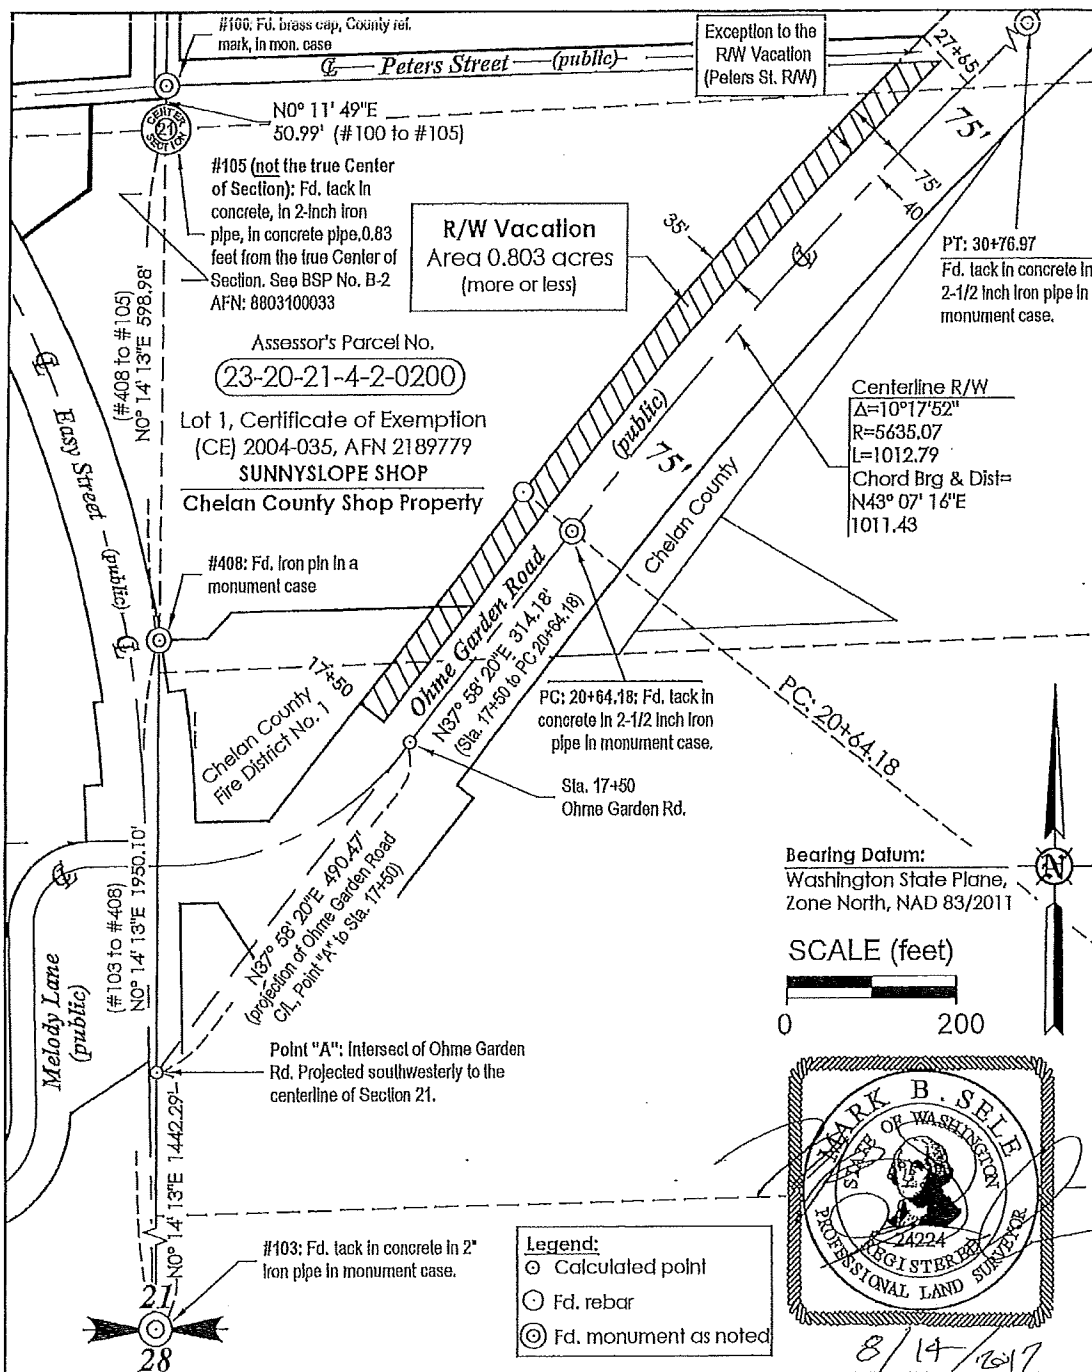 #100: Fd. brass cap, County ref.
mark, in mon. case
CL Peters Street (public)
Exception to the
R/W Vacation
(Peters St. R/W)
27+65
N0° 11' 49"E
50.99' (#100 to #105)
CENTER
21
SECTION
#105 (not the true Center
of Section): Fd. tack in
concrete, in 2-inch iron
pipe, in concrete pipe, 0.83
feet from the true Center of
Section. See BSP No. B-2
AFN: 8803100033
R/W Vacation
Area 0.803 acres
(more or less)
35'
75'
75'
40'
CL
PT: 30+76.97
Fd. tack in concrete in
2-1/2 inch iron pipe in
monument case.
(#408 to #105)
N0° 14' 13"E 598.98'
Assessor's Parcel No.
23-20-21-4-2-0200
Lot 1, Certificate of Exemption
(CE) 2004-035, AFN 2189779
SUNNYSLOPE SHOP
Chelan County Shop Property
Centerline R/W
Δ=10°17'52"
R=5635.07
L=1012.79
Chord Brg & Dist=
N43° 07' 16"E
1011.43
CL Easy Street (public) CL
(public)
75'
Chelan County
#408: Fd. iron pin in a
monument case
Ohme Garden Road
N37° 58' 20"E 314.18'
(Sta. 17+50 to PC 20+64.18)
17+50
Chelan County
Fire District No. 1
PC: 20+64.18: Fd. tack in
concrete in 2-1/2 inch iron
pipe in monument case.
PC: 20+64.18
Sta. 17+50
Ohme Garden Rd.
CL
(#103 to #408)
N0° 14' 13"E 1950.10'
N37° 58' 20"E 490.47'
(projection of Ohme Garden Road
C/L, Point "A" to Sta. 17+50)
Bearing Datum:
Washington State Plane,
Zone North, NAD 83/2011
N
SCALE (feet)
0 200
Melody Lane
(public)
Point "A": Intersect of Ohme Garden
Rd. Projected southwesterly to the
centerline of Section 21.
N0° 14' 13"E 1442.29'
#103: Fd. tack in concrete in 2"
iron pipe in monument case.
21
28
Legend:
Calculated point
Fd. rebar
Fd. monument as noted
MARK B. SELE
STATE OF WASHINGTON
24224
REGISTERED
PROFESSIONAL LAND SURVEYOR
8/14/2017